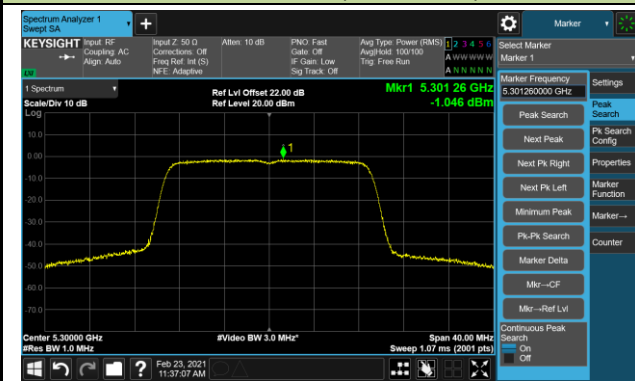 Spectrum Analyzer 1
Swept SA
+
Marker
KEYSIGHT
Input: RF
Coupling: AC
Align: Auto
Input Z: 50 Ω
Corrections: Off
Freq Ref: Int (S)
NFE: Adaptive
Atten: 10 dB
PNO: Fast
Gate: Off
IF Gain: Low
Sig Track: Off
Avg Type: Power (RMS)
Avg|Hold: 100/100
Trig: Free Run
1 2 3 4 5 6
A W W W W W
A N N N N N
Select Marker
Marker 1
LXI
1 Spectrum
Scale/Div 10 dB
Log
Ref Lvl Offset 22.00 dB
Ref Level 20.00 dBm
Mkr1 5.301 26 GHz
-1.046 dBm
10.0
0.00
-10.0
-20.0
-30.0
-40.0
-50.0
-60.0
-70.0
1
Center 5.30000 GHz
#Res BW 1.0 MHz
#Video BW 3.0 MHz*
Span 40.00 MHz
Sweep 1.07 ms (2001 pts)
Marker Frequency
5.301260000 GHz
Peak Search
Next Peak
Next Pk Right
Next Pk Left
Minimum Peak
Pk-Pk Search
Marker Delta
Mkr→CF
Mkr→Ref Lvl
Continuous Peak
Search
On
Off
Settings
Peak
Search
Pk Search
Config
Properties
Marker
Function
Marker→
Counter
?
Feb 23, 2021
11:37:07 AM